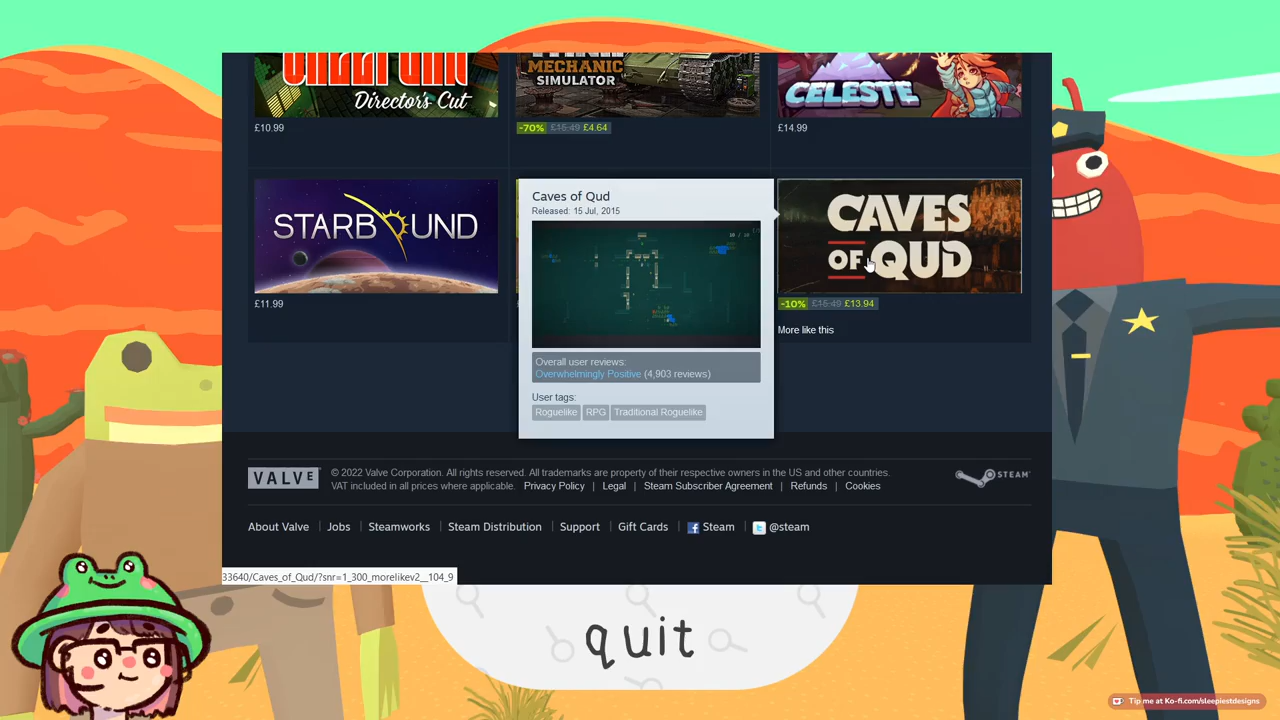 Director's Cut
£10.99
MECHANIC
SIMULATOR
-70% £15.49 £4.64
CELESTE
£14.99
STARBOUND
£11.99
Caves of Qud
Released: 15 Jul, 2015
Overall user reviews:
Overwhelmingly Positive (4,903 reviews)
User tags:
Roguelike RPG Traditional Roguelike
CAVES
OF QUD
-10% £15.49 £13.94
More like this
VALVE
© 2022 Valve Corporation. All rights reserved. All trademarks are property of their respective owners in the US and other countries.
VAT included in all prices where applicable. Privacy Policy | Legal | Steam Subscriber Agreement | Refunds | Cookies
STEAM
About Valve | Jobs | Steamworks | Steam Distribution | Support | Gift Cards | Steam | @steam
33640/Caves_of_Qud/?snr=1_300_morelikev2__104_9
quit
Tip me at Ko-fi.com/sleepiestdesigns